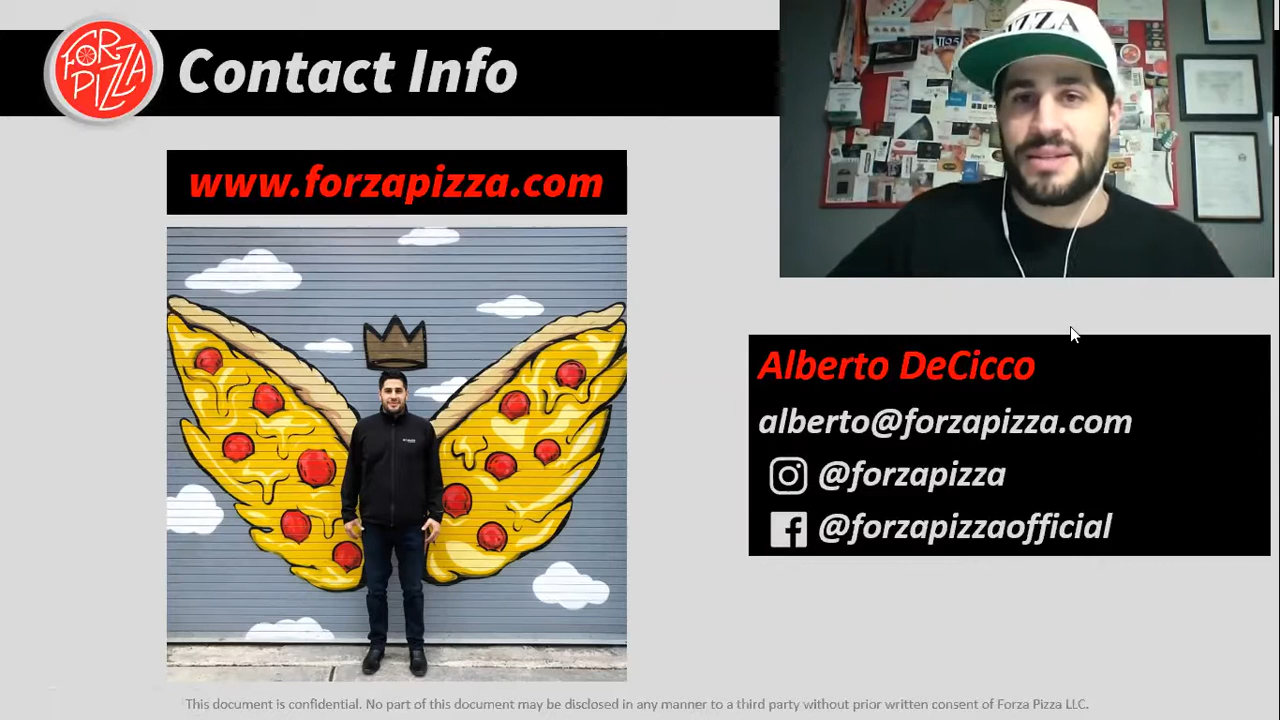 FORZA
PIZZA
Contact Info
PIZZA
www.forzapizza.com
Alberto DeCicco
alberto@forzapizza.com
@forzapizza
@forzapizzaofficial
This document is confidential. No part of this document may be disclosed in any manner to a third party without prior written consent of Forza Pizza LLC.